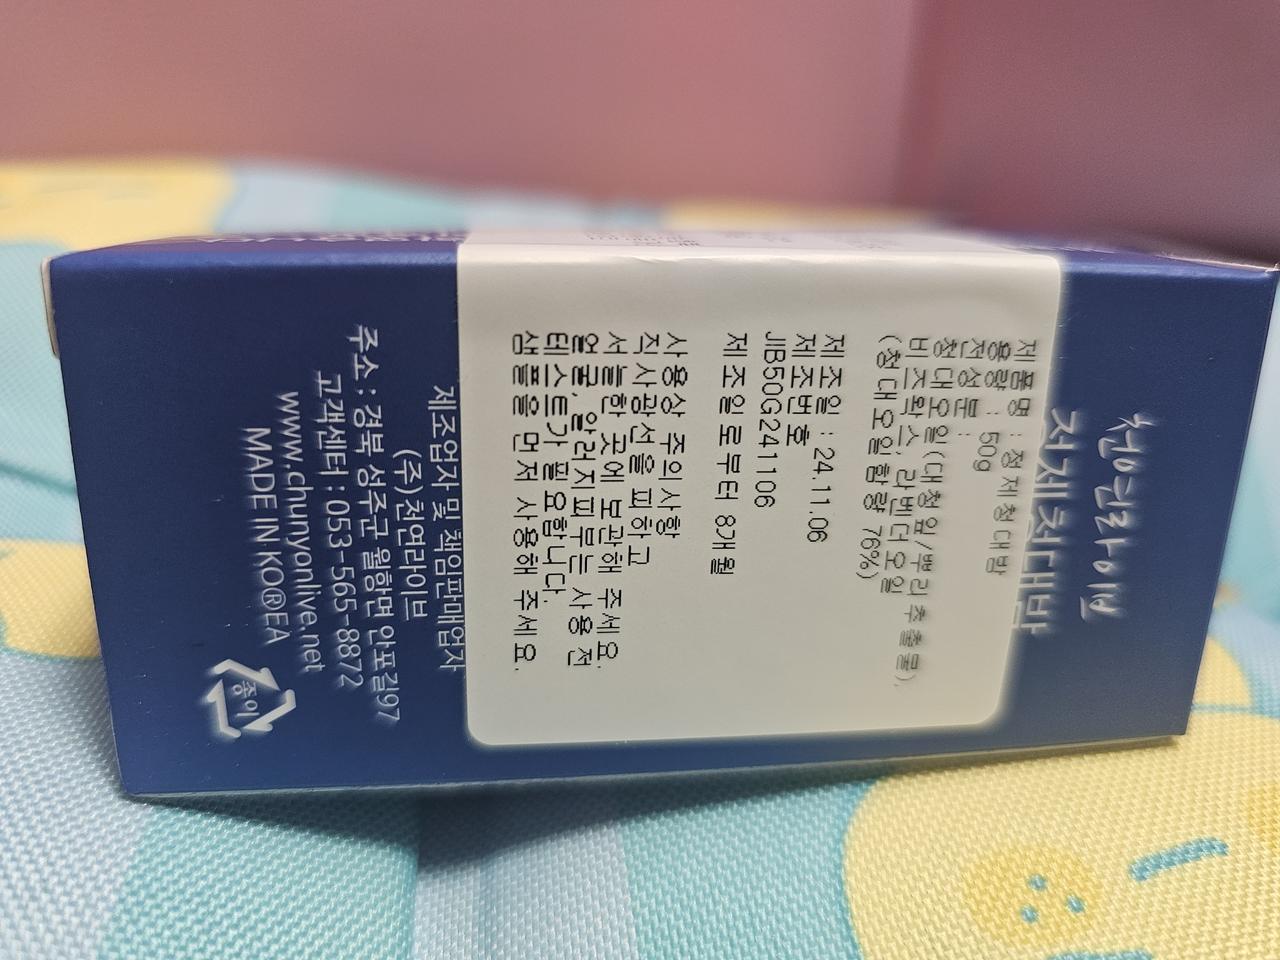 천연라이브
정제청대밤
제품명 : 정제청대밤
용량 : 50g
전성분 :
청대오일(대청잎/뿌리 추출물),
비즈왁스, 라벤더오일
(청대오일 함량 76%)
제조일 : 24.11.06
제조번호
JIB50G241106
제조일로부터 8개월
사용상 주의사항
직사광선을 피하고
서늘한 곳에 보관해 주세요.
얼굴, 알러지피부는 사용 전
테스트가 필요합니다.
샘플을 먼저 사용해 주세요.
제조업자 및 책임판매업자
(주)천연라이브
주소 : 경북 성주군 월항면 안포길97
고객센터 : 053-565-8872
www.chunyonlive.net
MADE IN KOREA
종이